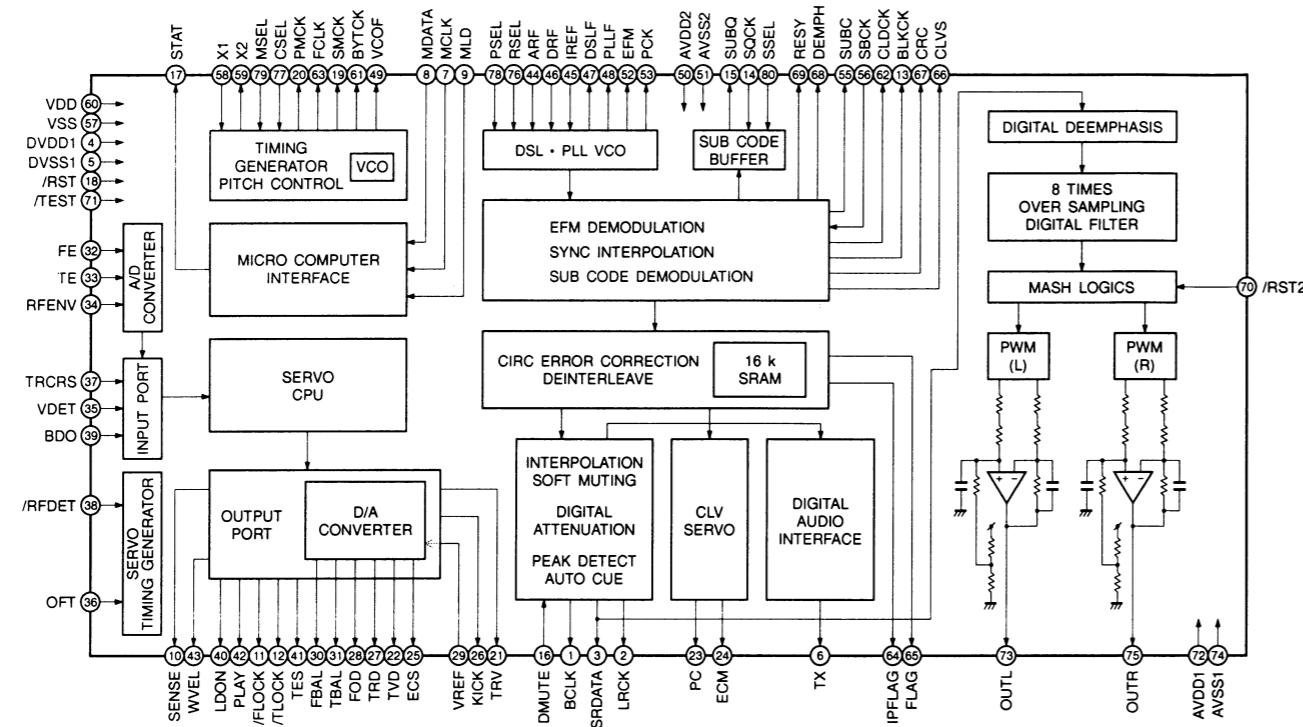 STAT
X1
X2
MSEL
CSEL
PMCK
FCLK
SMCK
BYTCK
VCOF
MDATA
MCLK
MLD
PSEL
RSEL
ARF
DRF
IREF
DSLF
PLLF
EFM
PCK
AVDD2
AVSS2
SUBQ
SQCK
SSEL
RESY
DEMPH
SUBC
SBCK
CLDCK
BLKCK
CRC
CLVS
17
58
59
79
77
20
63
19
61
49
8
7
9
78
76
44
46
45
47
48
52
53
50
51
15
14
80
69
68
55
56
62
13
67
66
VDD 60
VSS 57
DVDD1 4
DVSS1 5
/RST 18
/TEST 71
FE 32
TE 33
RFENV 34
TRCRS 37
VDET 35
BDO 39
/RFDET 38
OFT 36
A/D
CONVERTER
INPUT PORT
SERVO
TIMING GENERATOR
TIMING
GENERATOR
PITCH CONTROL
VCO
MICRO COMPUTER
INTERFACE
SERVO
CPU
OUTPUT
PORT
D/A
CONVERTER
DSL • PLL VCO
SUB CODE
BUFFER
EFM DEMODULATION
SYNC INTERPOLATION
SUB CODE DEMODULATION
CIRC ERROR CORRECTION
DEINTERLEAVE
16 k
SRAM
INTERPOLATION
SOFT MUTING
DIGITAL
ATTENUATION
PEAK DETECT
AUTO CUE
CLV
SERVO
DIGITAL
AUDIO
INTERFACE
DIGITAL DEEMPHASIS
8 TIMES
OVER SAMPLING
DIGITAL FILTER
MASH LOGICS
70 /RST2
PWM
(L)
PWM
(R)
+ −
+ −
10
43
40
42
11
12
41
30
31
28
27
22
25
29
26
21
16
1
3
2
23
24
6
64
65
73
75
72
74
SENSE
WVEL
LDON
PLAY
/FLOCK
/TLOCK
TES
FBAL
TBAL
FOD
TRD
TVD
ECS
VREF
KICK
TRV
DMUTE
BCLK
SRDATA
LRCK
PC
ECM
TX
IPFLAG
FLAG
OUTL
OUTR
AVDD1
AVSS1